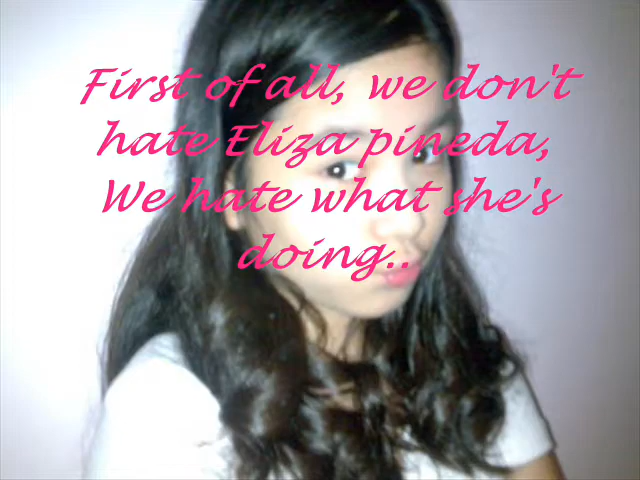 First of all, we don't
hate Eliza pineda,
We hate what she's
doing..